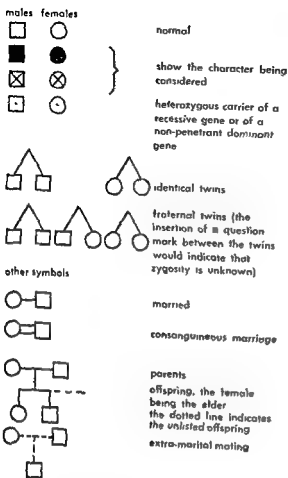 males females
normal
show the character being
considered
heterozygous carrier of a
recessive gene or of a
non-penetrant dominant
gene
identical twins
fraternal twins (the
insertion of a question
mark between the twins
would indicate that
zygosity is unknown)
other symbols
married
consanguineous marriage
parents
offspring, the female
being the elder
the dotted line indicates
the unlisted offspring
extra-marital mating